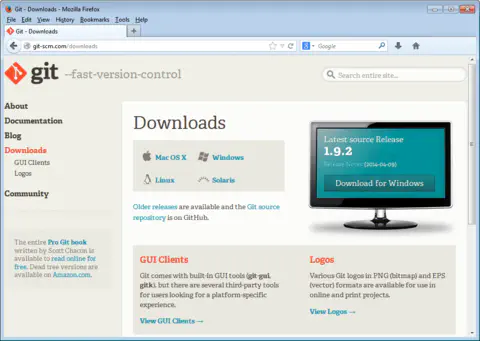 Git - Downloads - Mozilla Firefox
File Edit View History Bookmarks Tools Help
Git - Downloads
git-scm.com/downloads
Google
git --fast-version-control
Search entire site...
About
Documentation
Blog
Downloads
GUI Clients
Logos
Community
The entire Pro Git book
written by Scott Chacon is
available to read online for
free. Dead tree versions are
available on Amazon.com.
Downloads
Mac OS X Windows
Linux Solaris
Older releases are available and the Git source
repository is on GitHub.
Latest source Release
1.9.2
Release Notes (2014-04-09)
Download for Windows
GUI Clients
Git comes with built-in GUI tools (git-gui,
gitk), but there are several third-party tools
for users looking for a platform-specific
experience.
View GUI Clients →
Logos
Various Git logos in PNG (bitmap) and EPS
(vector) formats are available for use in
online and print projects.
View Logos →